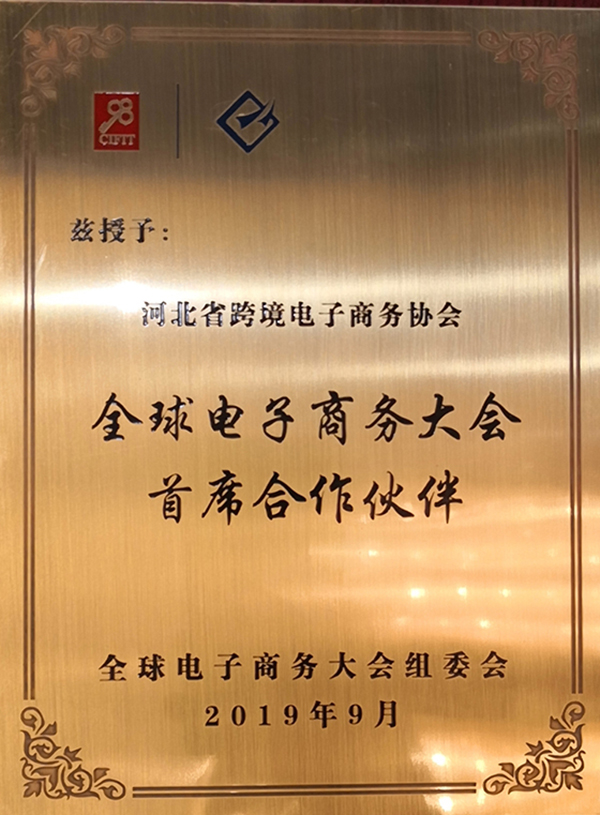 98
CIFIT
兹授予：
河北省跨境电子商务协会
全球电子商务大会
首席合作伙伴
全球电子商务大会组委会
2019年9月